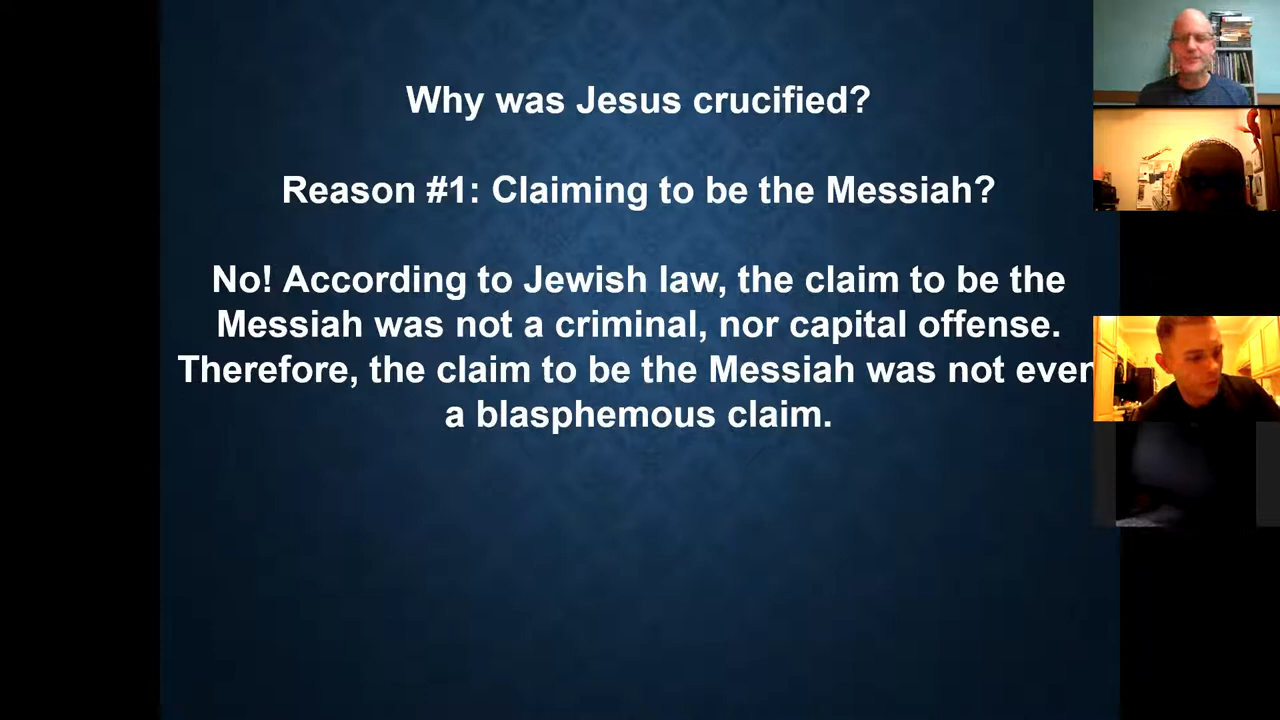 Why was Jesus crucified?
Reason #1: Claiming to be the Messiah?
No! According to Jewish law, the claim to be the
Messiah was not a criminal, nor capital offense.
Therefore, the claim to be the Messiah was not even
a blasphemous claim.